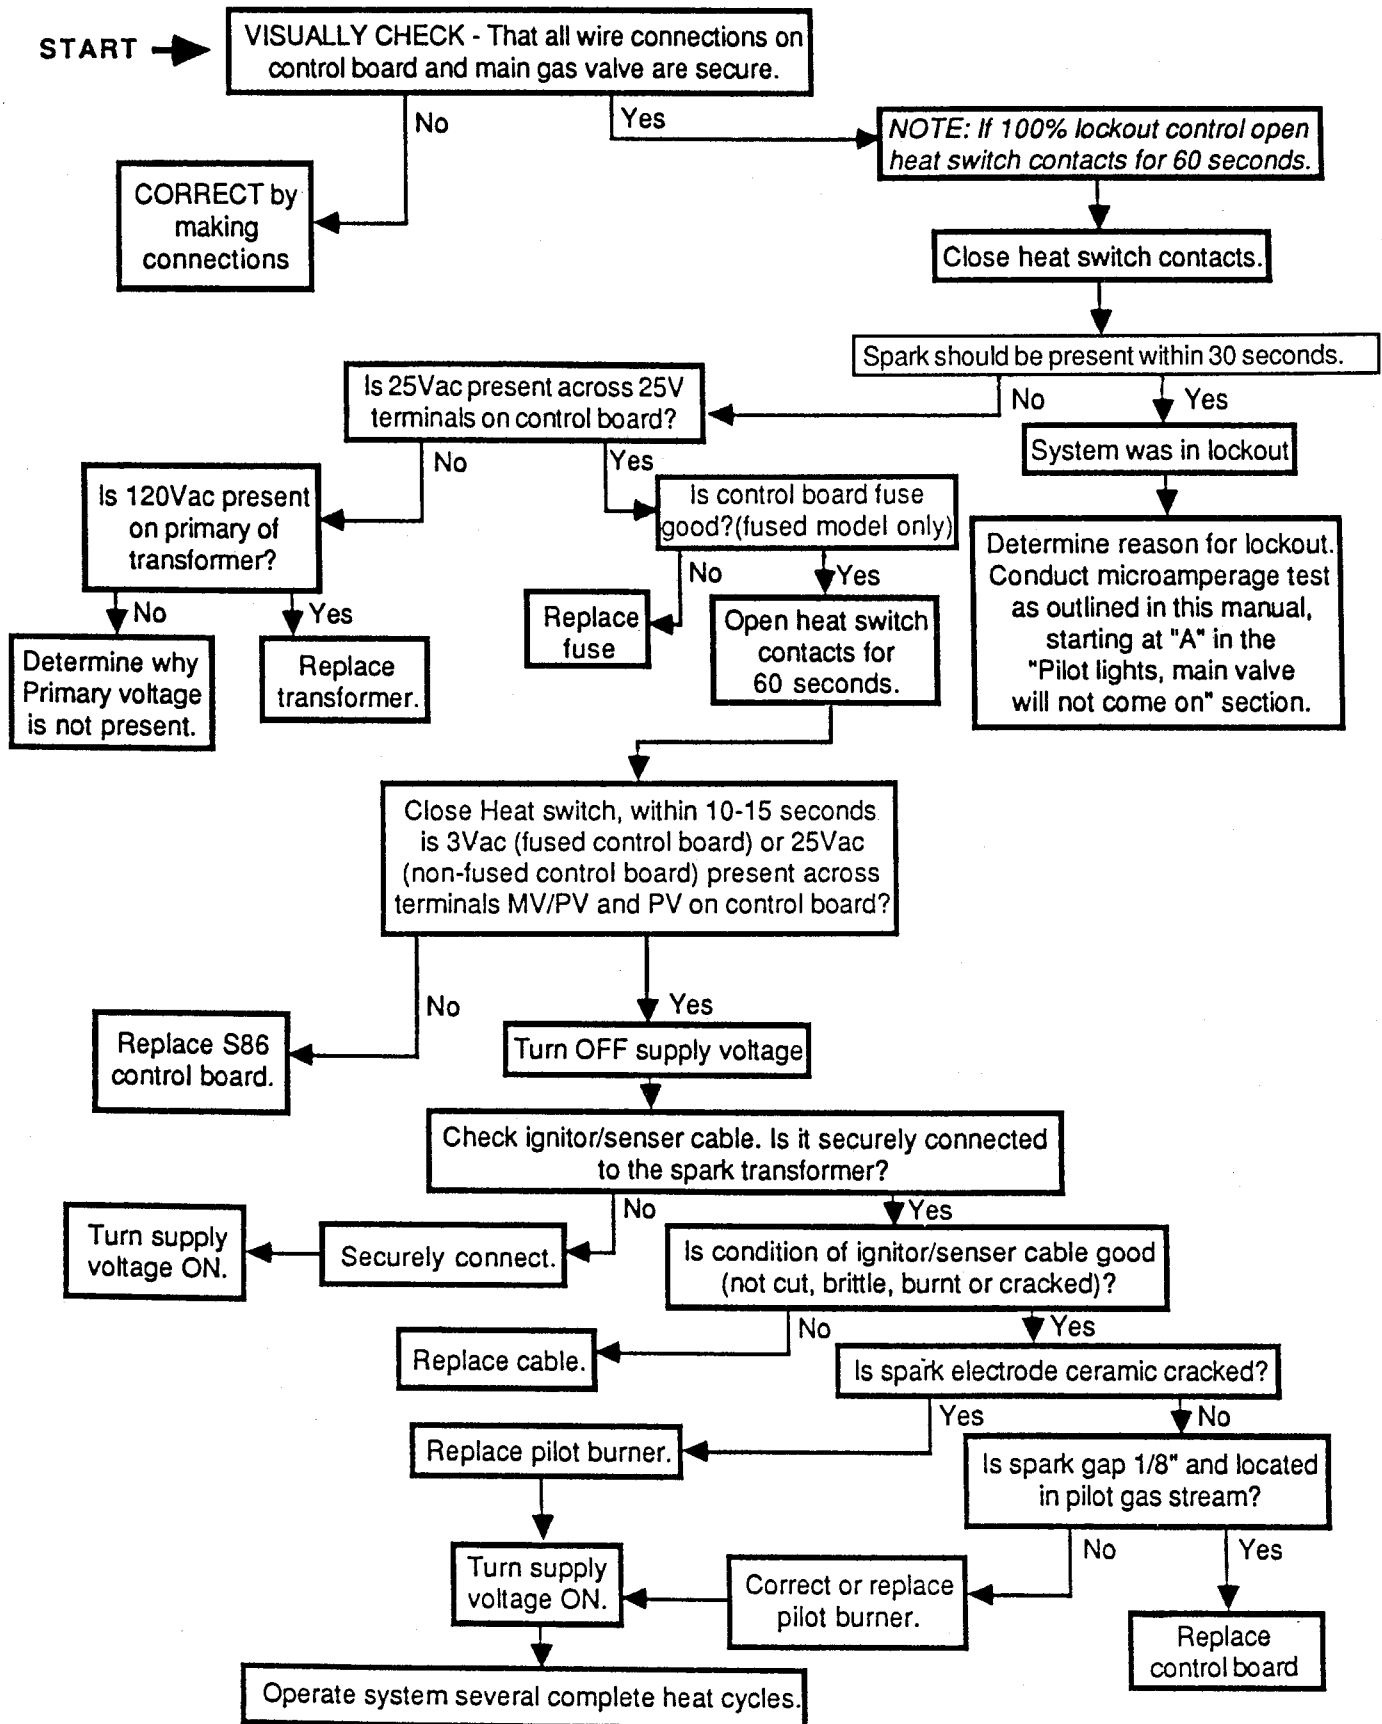 START
VISUALLY CHECK - That all wire connections on
control board and main gas valve are secure.
No
Yes
NOTE: If 100% lockout control open
heat switch contacts for 60 seconds.
CORRECT by
making
connections
Close heat switch contacts.
Spark should be present within 30 seconds.
No
Yes
Is 25Vac present across 25V
terminals on control board?
No
Yes
System was in lockout
Is 120Vac present
on primary of
transformer?
Is control board fuse
good?(fused model only)
Determine reason for lockout.
Conduct microamperage test
as outlined in this manual,
starting at "A" in the
"Pilot lights, main valve
will not come on" section.
No
Yes
No
Yes
Determine why
Primary voltage
is not present.
Replace
transformer.
Replace
fuse
Open heat switch
contacts for
60 seconds.
Close Heat switch, within 10-15 seconds
is 3Vac (fused control board) or 25Vac
(non-fused control board) present across
terminals MV/PV and PV on control board?
No
Yes
Replace S86
control board.
Turn OFF supply voltage
Check ignitor/senser cable. Is it securely connected
to the spark transformer?
No
Yes
Turn supply
voltage ON.
Securely connect.
Is condition of ignitor/senser cable good
(not cut, brittle, burnt or cracked)?
No
Yes
Replace cable.
Is spark electrode ceramic cracked?
Yes
No
Replace pilot burner.
Is spark gap 1/8" and located
in pilot gas stream?
No
Yes
Turn supply
voltage ON.
Correct or replace
pilot burner.
Replace
control board
Operate system several complete heat cycles.